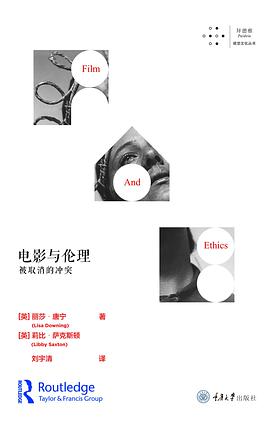 拜德雅
Paideia
视觉文化丛书
Film
And
Ethics
电影与伦理
被取消的冲突
[英] 丽莎·唐宁 著
(Lisa Downing)
[英] 莉比·萨克斯顿
(Libby Saxton)
刘宇清 译
Routledge
Taylor & Francis Group
重庆大学出版社